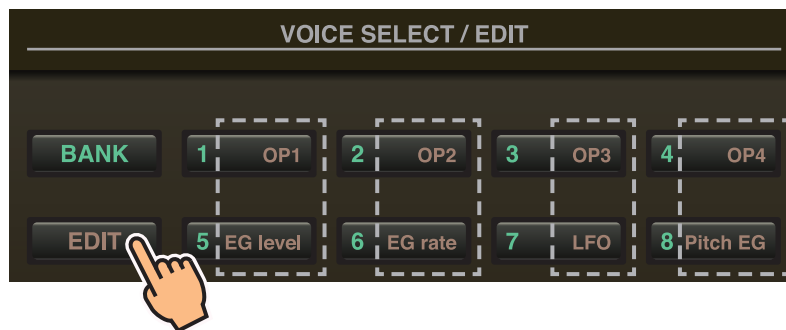 VOICE SELECT / EDIT
BANK 1 OP1 2 OP2 3 OP3 4 OP4
EDIT 5 EG level 6 EG rate 7 LFO 8 Pitch EG